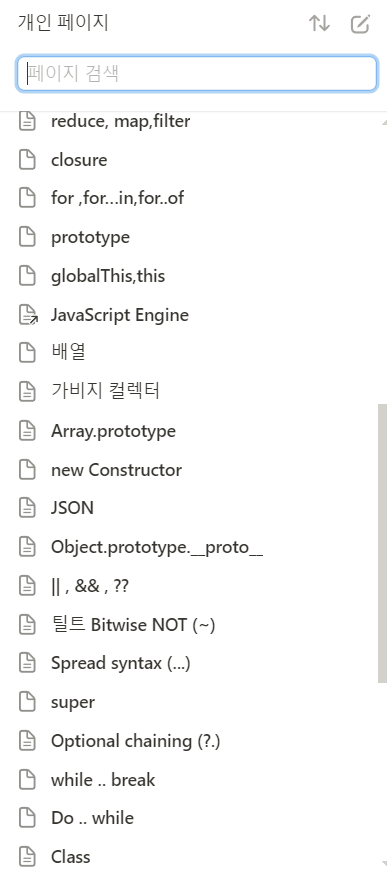 개인 페이지
페이지 검색
reduce, map,filter
closure
for ,for...in,for..of
prototype
globalThis,this
JavaScript Engine
배열
가비지 컬렉터
Array.prototype
new Constructor
JSON
Object.prototype.__proto__
|| , && , ??
틸트 Bitwise NOT (~)
Spread syntax (...)
super
Optional chaining (?.)
while .. break
Do .. while
Class